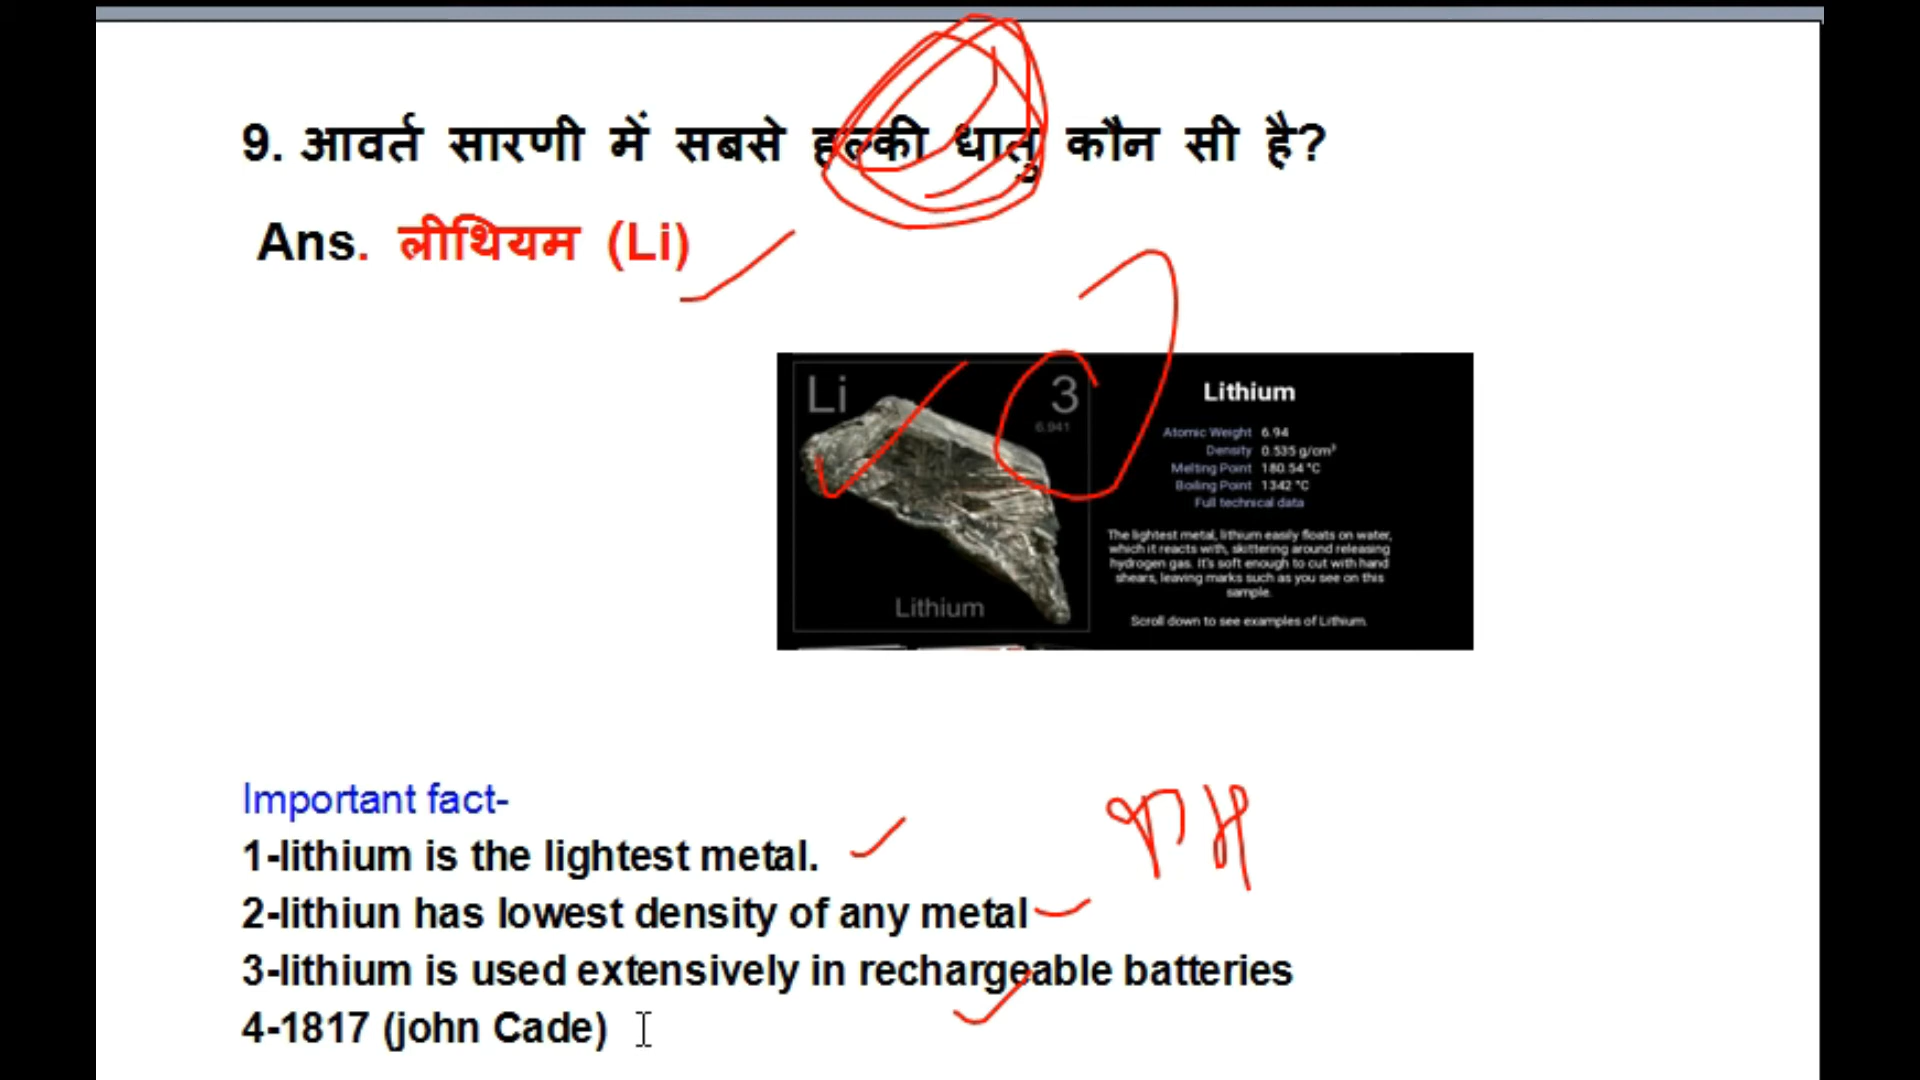 9. आवर्त सारणी में सबसे हल्की धातु कौन सी है?
Ans. लीथियम (Li)
Li
3
6.941
Lithium
Lithium
Atomic Weight 6.94
Density 0.535 g/cm³
Melting Point 180.54 °C
Boiling Point 1342 °C
Full technical data
The lightest metal, lithium easily floats on water,
which it reacts with, skittering around releasing
hydrogen gas. It's soft enough to cut with hand
shears, leaving marks such as you see on this
sample.
Scroll down to see examples of Lithium.
Important fact-
1-lithium is the lightest metal.
2-lithiun has lowest density of any metal
3-lithium is used extensively in rechargeable batteries
4-1817 (john Cade)